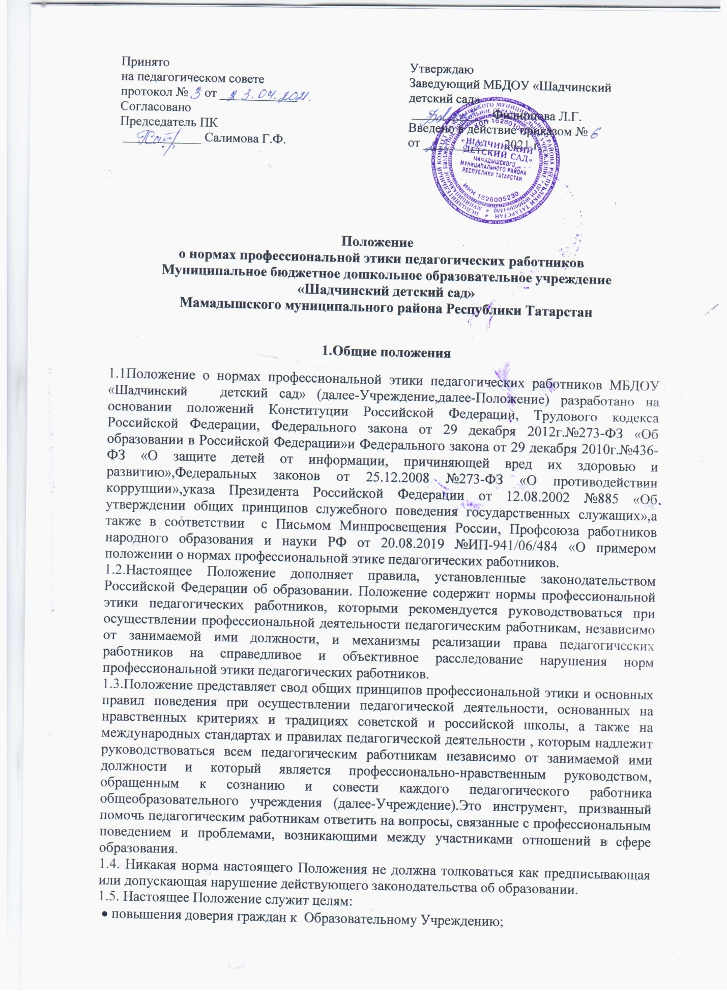 Принято
на педагогическом совете
протокол № 3 от 23.04.2021.
Согласовано
Председатель ПК
Салимова Г.Ф.
Утверждаю
Заведующий МБДОУ «Шадчинский
детский сад»
Филиппова Л.Г.
Введено в действие приказом № 6
от 2021 г
«ШАДЧИНСКИЙ
ДЕТСКИЙ САД»
МАМАДЫШСКОГО
МУНИЦИПАЛЬНОГО РАЙОНА
РЕСПУБЛИКИ ТАТАРСТАН
ИНН 1626005230
Положение
о нормах профессиональной этики педагогических работников
Муниципальное бюджетное дошкольное образовательное учреждение
«Шадчинский детский сад»
Мамадышского муниципального района Республики Татарстан
1.Общие положения
1.1Положение о нормах профессиональной этики педагогических работников МБДОУ
«Шадчинский детский сад» (далее-Учреждение,далее-Положение) разработано на
основании положений Конституции Российской Федерации, Трудового кодекса
Российской Федерации, Федерального закона от 29 декабря 2012г.№273-ФЗ «Об
образовании в Российской Федерации»и Федерального закона от 29 декабря 2010г.№436-
ФЗ «О защите детей от информации, причиняющей вред их здоровью и
развитию»,Федеральных законов от 25.12.2008 №273-ФЗ «О противодействии
коррупции»,указа Президента Российской Федерации от 12.08.2002 №885 «Об
утверждении общих принципов служебного поведения государственных служащих»,а
также в соответствии с Письмом Минпросвещения России, Профсоюза работников
народного образования и науки РФ от 20.08.2019 №ИП-941/06/484 «О примером
положении о нормах профессиональной этике педагогических работников.
1.2.Настоящее Положение дополняет правила, установленные законодательством
Российской Федерации об образовании. Положение содержит нормы профессиональной
этики педагогических работников, которыми рекомендуется руководствоваться при
осуществлении профессиональной деятельности педагогическим работникам, независимо
от занимаемой ими должности, и механизмы реализации права педагогических
работников на справедливое и объективное расследование нарушения норм
профессиональной этики педагогических работников.
1.3.Положение представляет свод общих принципов профессиональной этики и основных
правил поведения при осуществлении педагогической деятельности, основанных на
нравственных критериях и традициях советской и российской школы, а также на
международных стандартах и правилах педагогической деятельности , которым надлежит
руководствоваться всем педагогическим работникам независимо от занимаемой ими
должности и который является профессионально-нравственным руководством,
обращенным к сознанию и совести каждого педагогического работника
общеобразовательного учреждения (далее-Учреждение).Это инструмент, призванный
помочь педагогическим работникам ответить на вопросы, связанные с профессиональным
поведением и проблемами, возникающими между участниками отношений в сфере
образования.
1.4. Никакая норма настоящего Положения не должна толковаться как предписывающая
или допускающая нарушение действующего законодательства об образовании.
1.5. Настоящее Положение служит целям:
• повышения доверия граждан к Образовательному Учреждению;